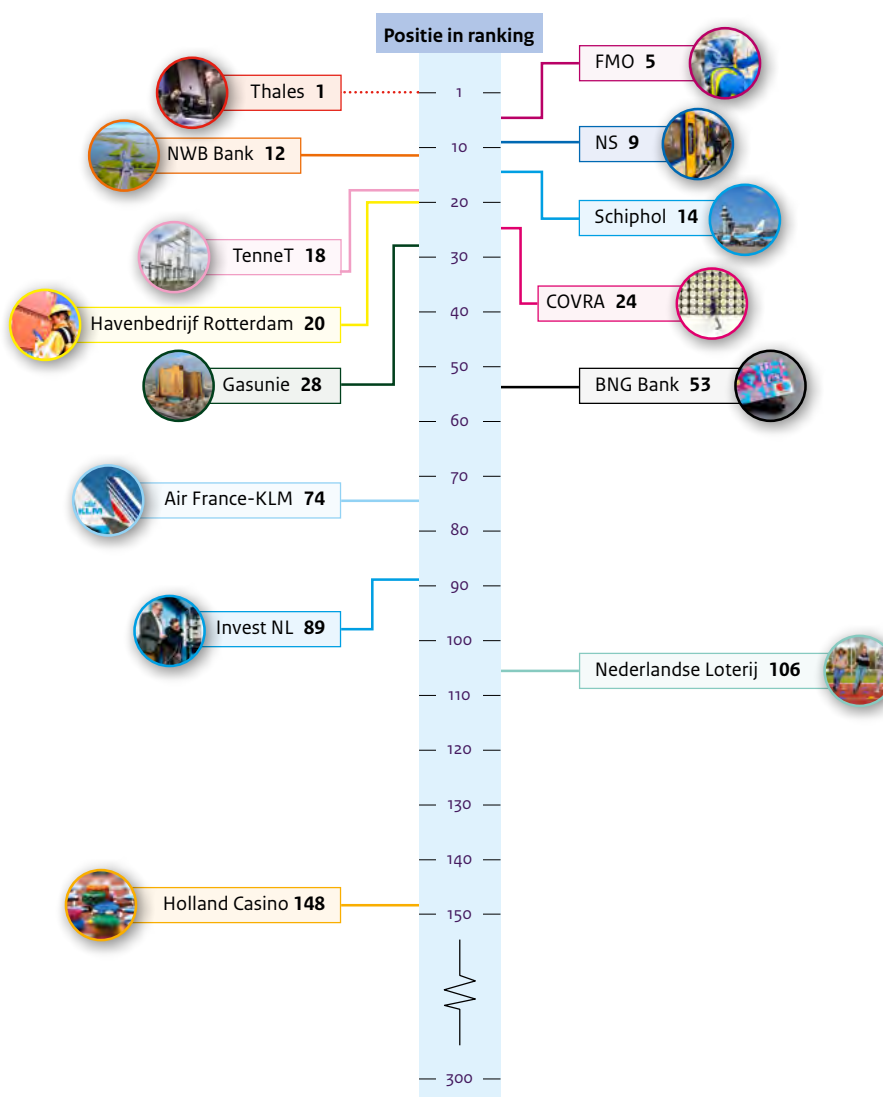 Positie in ranking
FMO 5
Thales 1
1
NS 9
NWB Bank 12
10
Schiphol 14
20
TenneT 18
30
COVRA 24
Havenbedrijf Rotterdam 20
40
50
Gasunie 28
BNG Bank 53
60
70
Air France-KLM 74
KLM
80
90
Invest NL 89
100
Nederlandse Loterij 106
110
120
130
140
Holland Casino 148
150
300